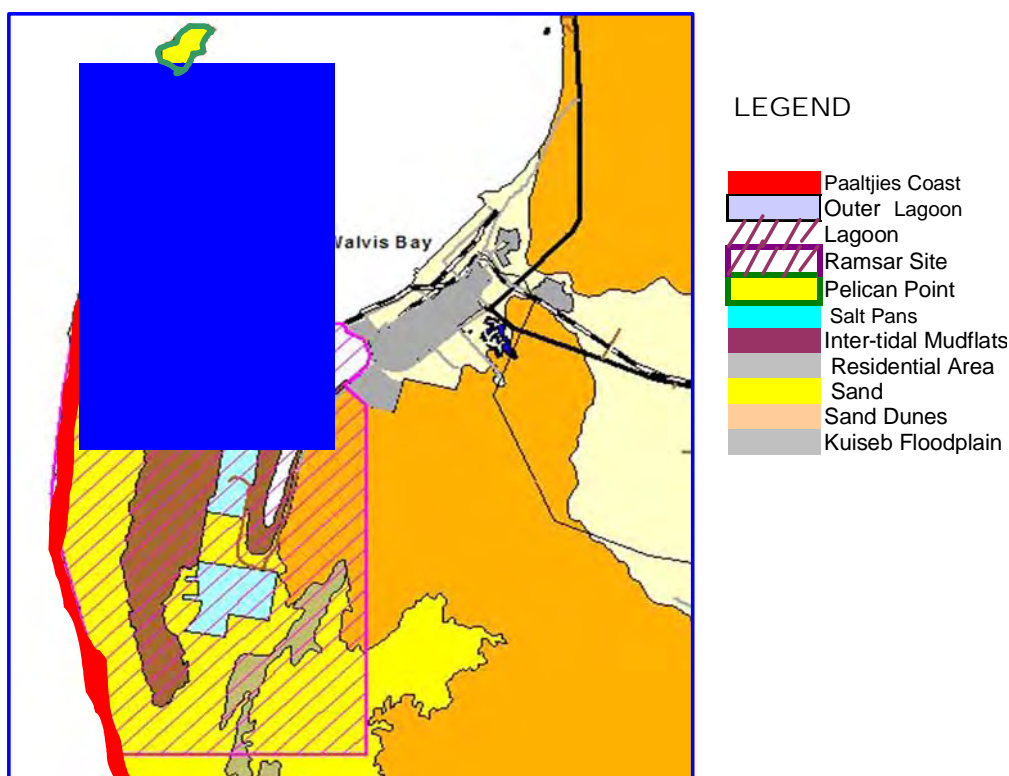 LEGEND
Walvis Bay
Paaltjies Coast
Outer Lagoon
Lagoon
Ramsar Site
Pelican Point
Salt Pans
Inter-tidal Mudflats
Residential Area
Sand
Sand Dunes
Kuiseb Floodplain